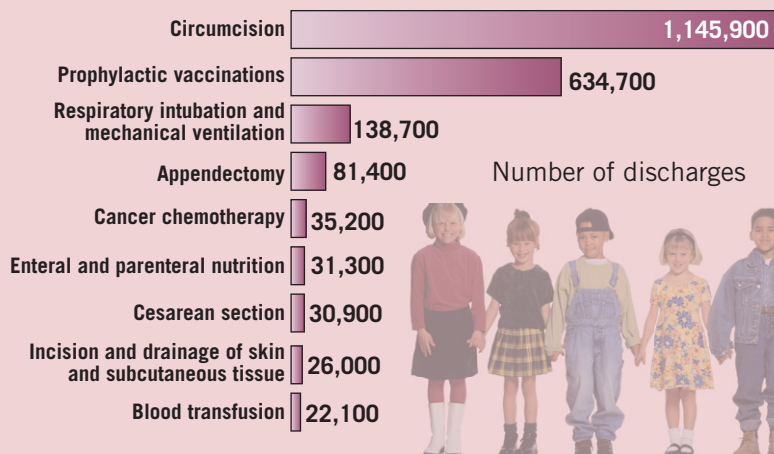 Circumcision 1,145,900
Prophylactic vaccinations 634,700
Respiratory intubation and
mechanical ventilation 138,700
Appendectomy 81,400
Number of discharges
Cancer chemotherapy 35,200
Enteral and parenteral nutrition 31,300
Cesarean section 30,900
Incision and drainage of skin
and subcutaneous tissue 26,000
Blood transfusion 22,100